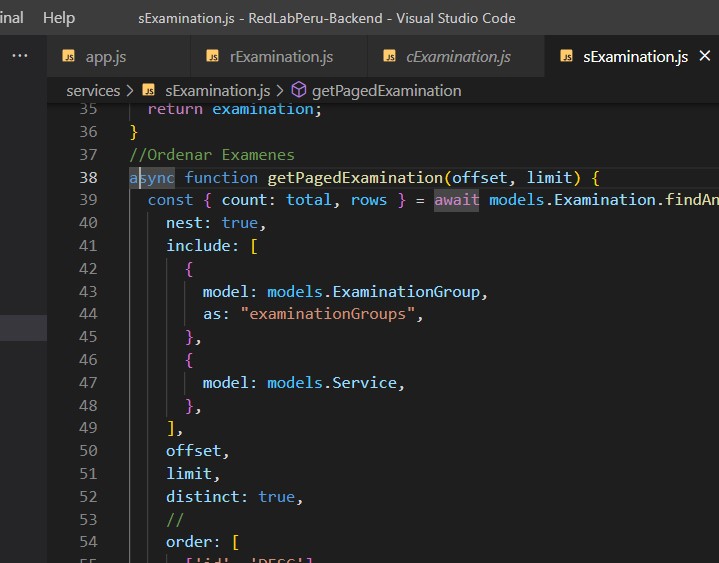 inal Help sExamination.js - RedLabPeru-Backend - Visual Studio Code
··· JS app.js JS rExamination.js JS cExamination.js JS sExamination.js ×
services > JS sExamination.js > getPagedExamination
35 return examination;
36 }
37 //Ordenar Examenes
38 async function getPagedExamination(offset, limit) {
39 const { count: total, rows } = await models.Examination.findAn
40 nest: true,
41 include: [
42 {
43 model: models.ExaminationGroup,
44 as: "examinationGroups",
45 },
46 {
47 model: models.Service,
48 },
49 ],
50 offset,
51 limit,
52 distinct: true,
53 //
54 order: [
55 ['id', 'DESC']